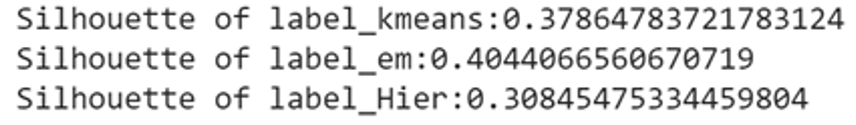 Silhouette of label_kmeans:0.37864783721783124
Silhouette of label_em:0.4044066560670719
Silhouette of label_Hier:0.30845475334459804